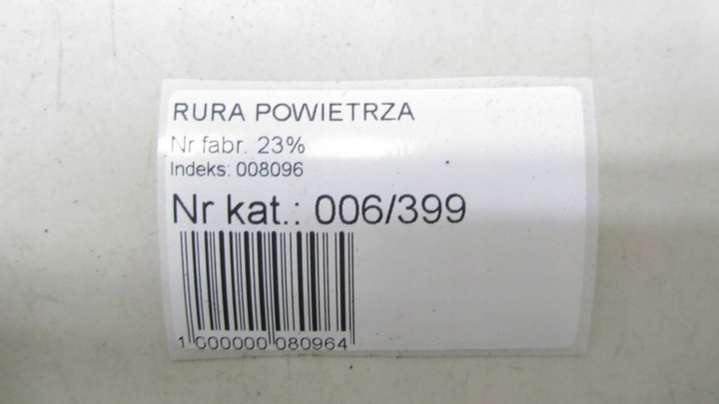 RURA POWIETRZA
Nr fabr. 23%
Indeks: 008096
Nr kat.: 006/399
1 000000 080964